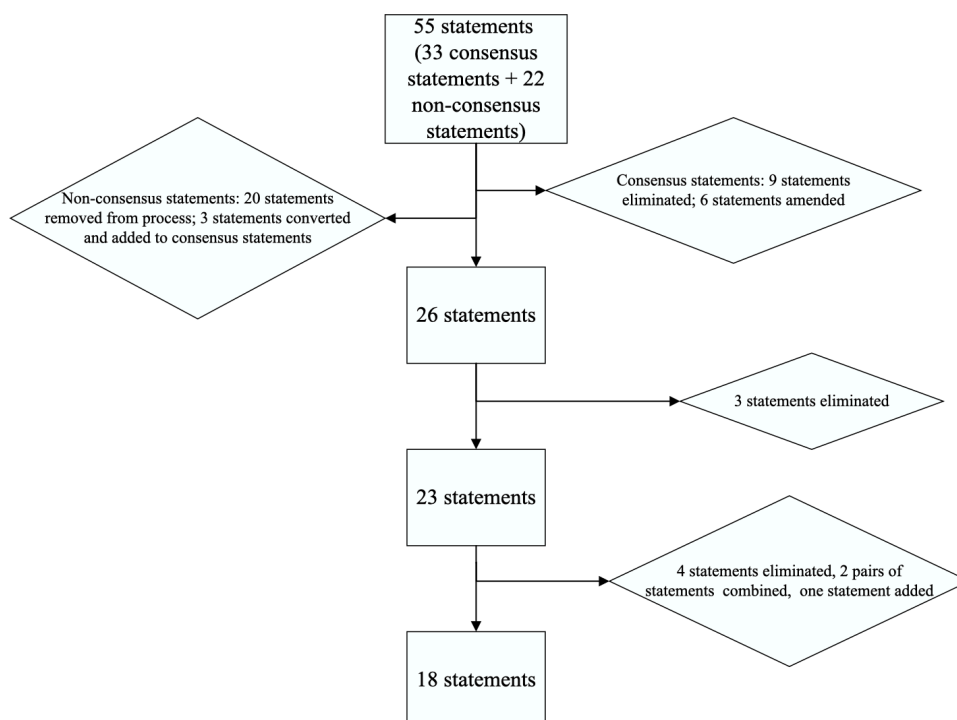 55 statements
(33 consensus
statements + 22
non-consensus
statements)
Non-consensus statements: 20 statements
removed from process; 3 statements converted
and added to consensus statements
Consensus statements: 9 statements
eliminated; 6 statements amended
26 statements
3 statements eliminated
23 statements
4 statements eliminated, 2 pairs of
statements combined, one statement added
18 statements